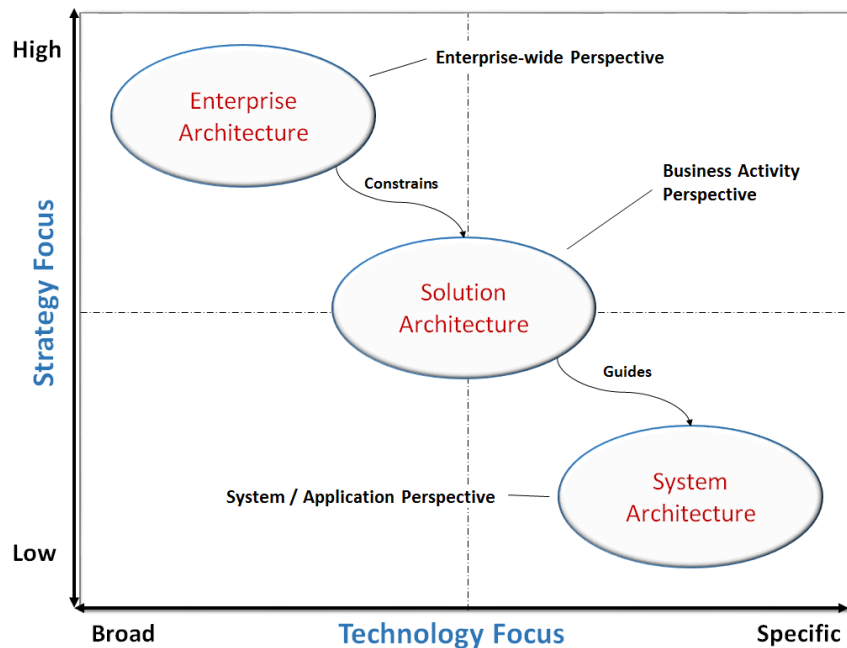 High
Enterprise-wide Perspective
Enterprise
Architecture
Constrains
Business Activity
Perspective
Strategy Focus
Solution
Architecture
Guides
System
Architecture
System / Application Perspective
Low
Broad
Technology Focus
Specific